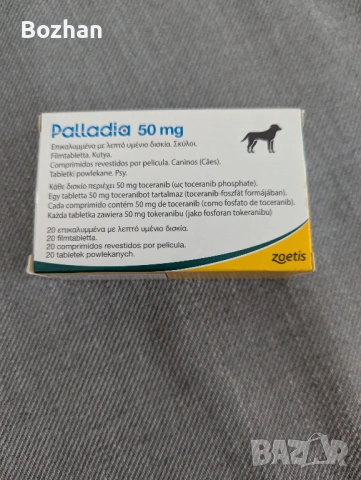 Bozhan
Palladia 50 mg
Επικαλυμμένα με λεπτό υμένιο δισκία. Σκύλοι.
Filmtabletta. Kutya.
Comprimidos revestidos por película. Caninos (Cães).
Tabletki powlekane. Psy.
Κάθε δισκίο περιέχει 50 mg toceranib (ως toceranib phosphate).
Egy tabletta 50 mg toceranibot tartalmaz (toceranib-foszfát formájában).
Cada comprimido contém 50 mg de toceranib (como fosfato de toceranib).
Każda tabletka zawiera 50 mg tokeranibu (jako fosforan tokeranibu)
20 επικαλυμμένα με λεπτό υμένιο δισκία.
20 filmtabletta.
20 comprimidos revestidos por película.
20 tabletek powlekanych.
zoetis
BAZAR